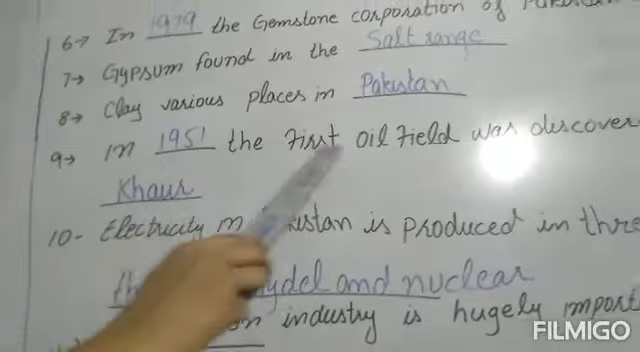 6→ In 1979 the Gemstone corporation of Pakistan
7→ Gypsum found in the Salt range
8→ Clay various places in Pakistan
9→ In 1951 the First Oil Field was discover
Khaur
10- Electricity in is produced in thre
hydel and nuclear
industry is hugely import
FILMIGO